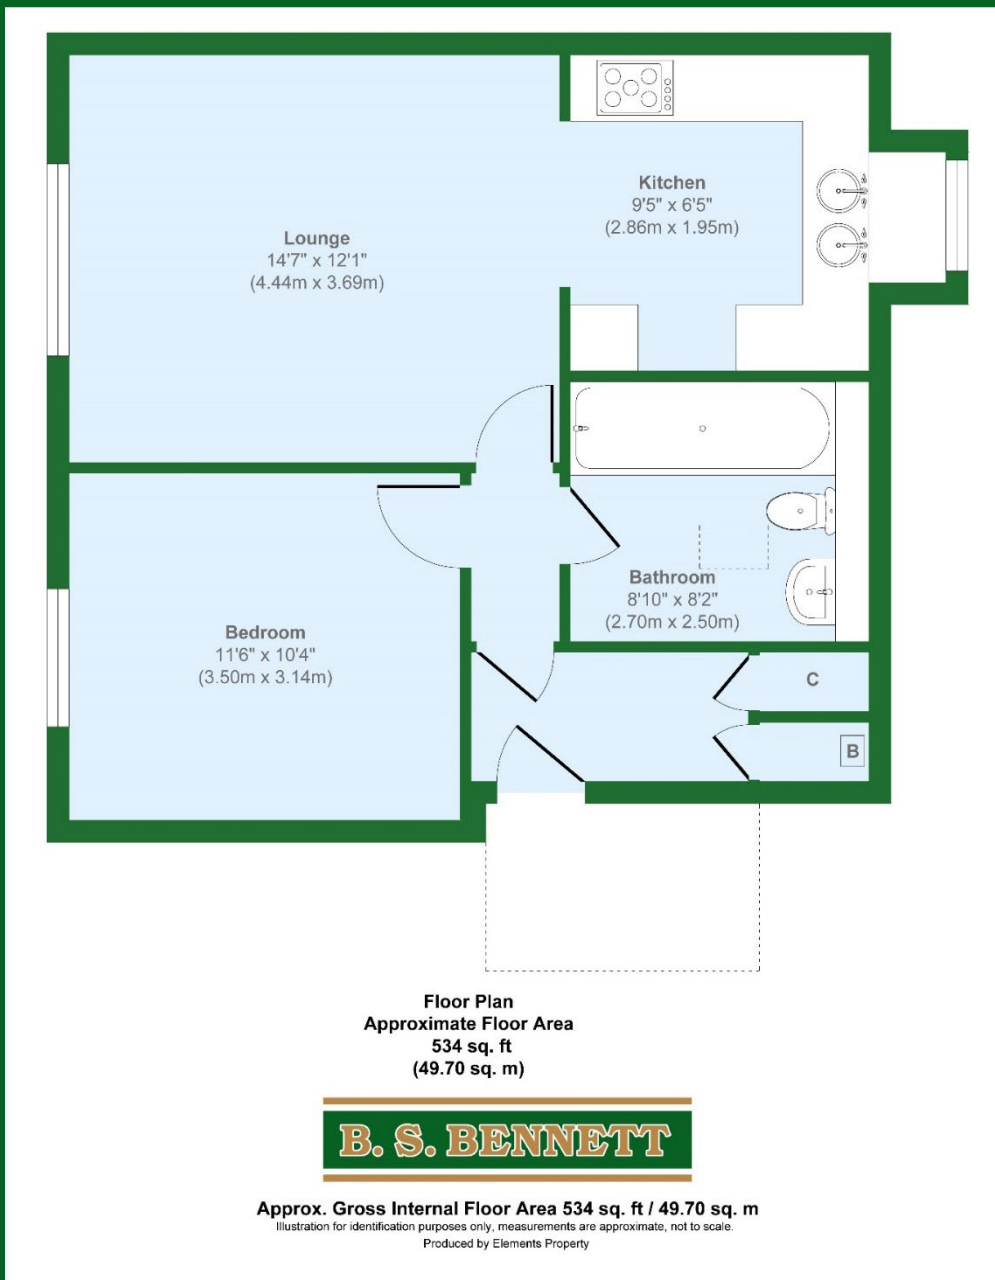 Kitchen
9'5" x 6'5"
(2.86m x 1.95m)
Lounge
14'7" x 12'1"
(4.44m x 3.69m)
Bathroom
8'10" x 8'2"
(2.70m x 2.50m)
Bedroom
11'6" x 10'4"
(3.50m x 3.14m)
C
B
Floor Plan
Approximate Floor Area
534 sq. ft
(49.70 sq. m)
B. S. BENNETT
Approx. Gross Internal Floor Area 534 sq. ft / 49.70 sq. m
Illustration for identification purposes only, measurements are approximate, not to scale.
Produced by Elements Property